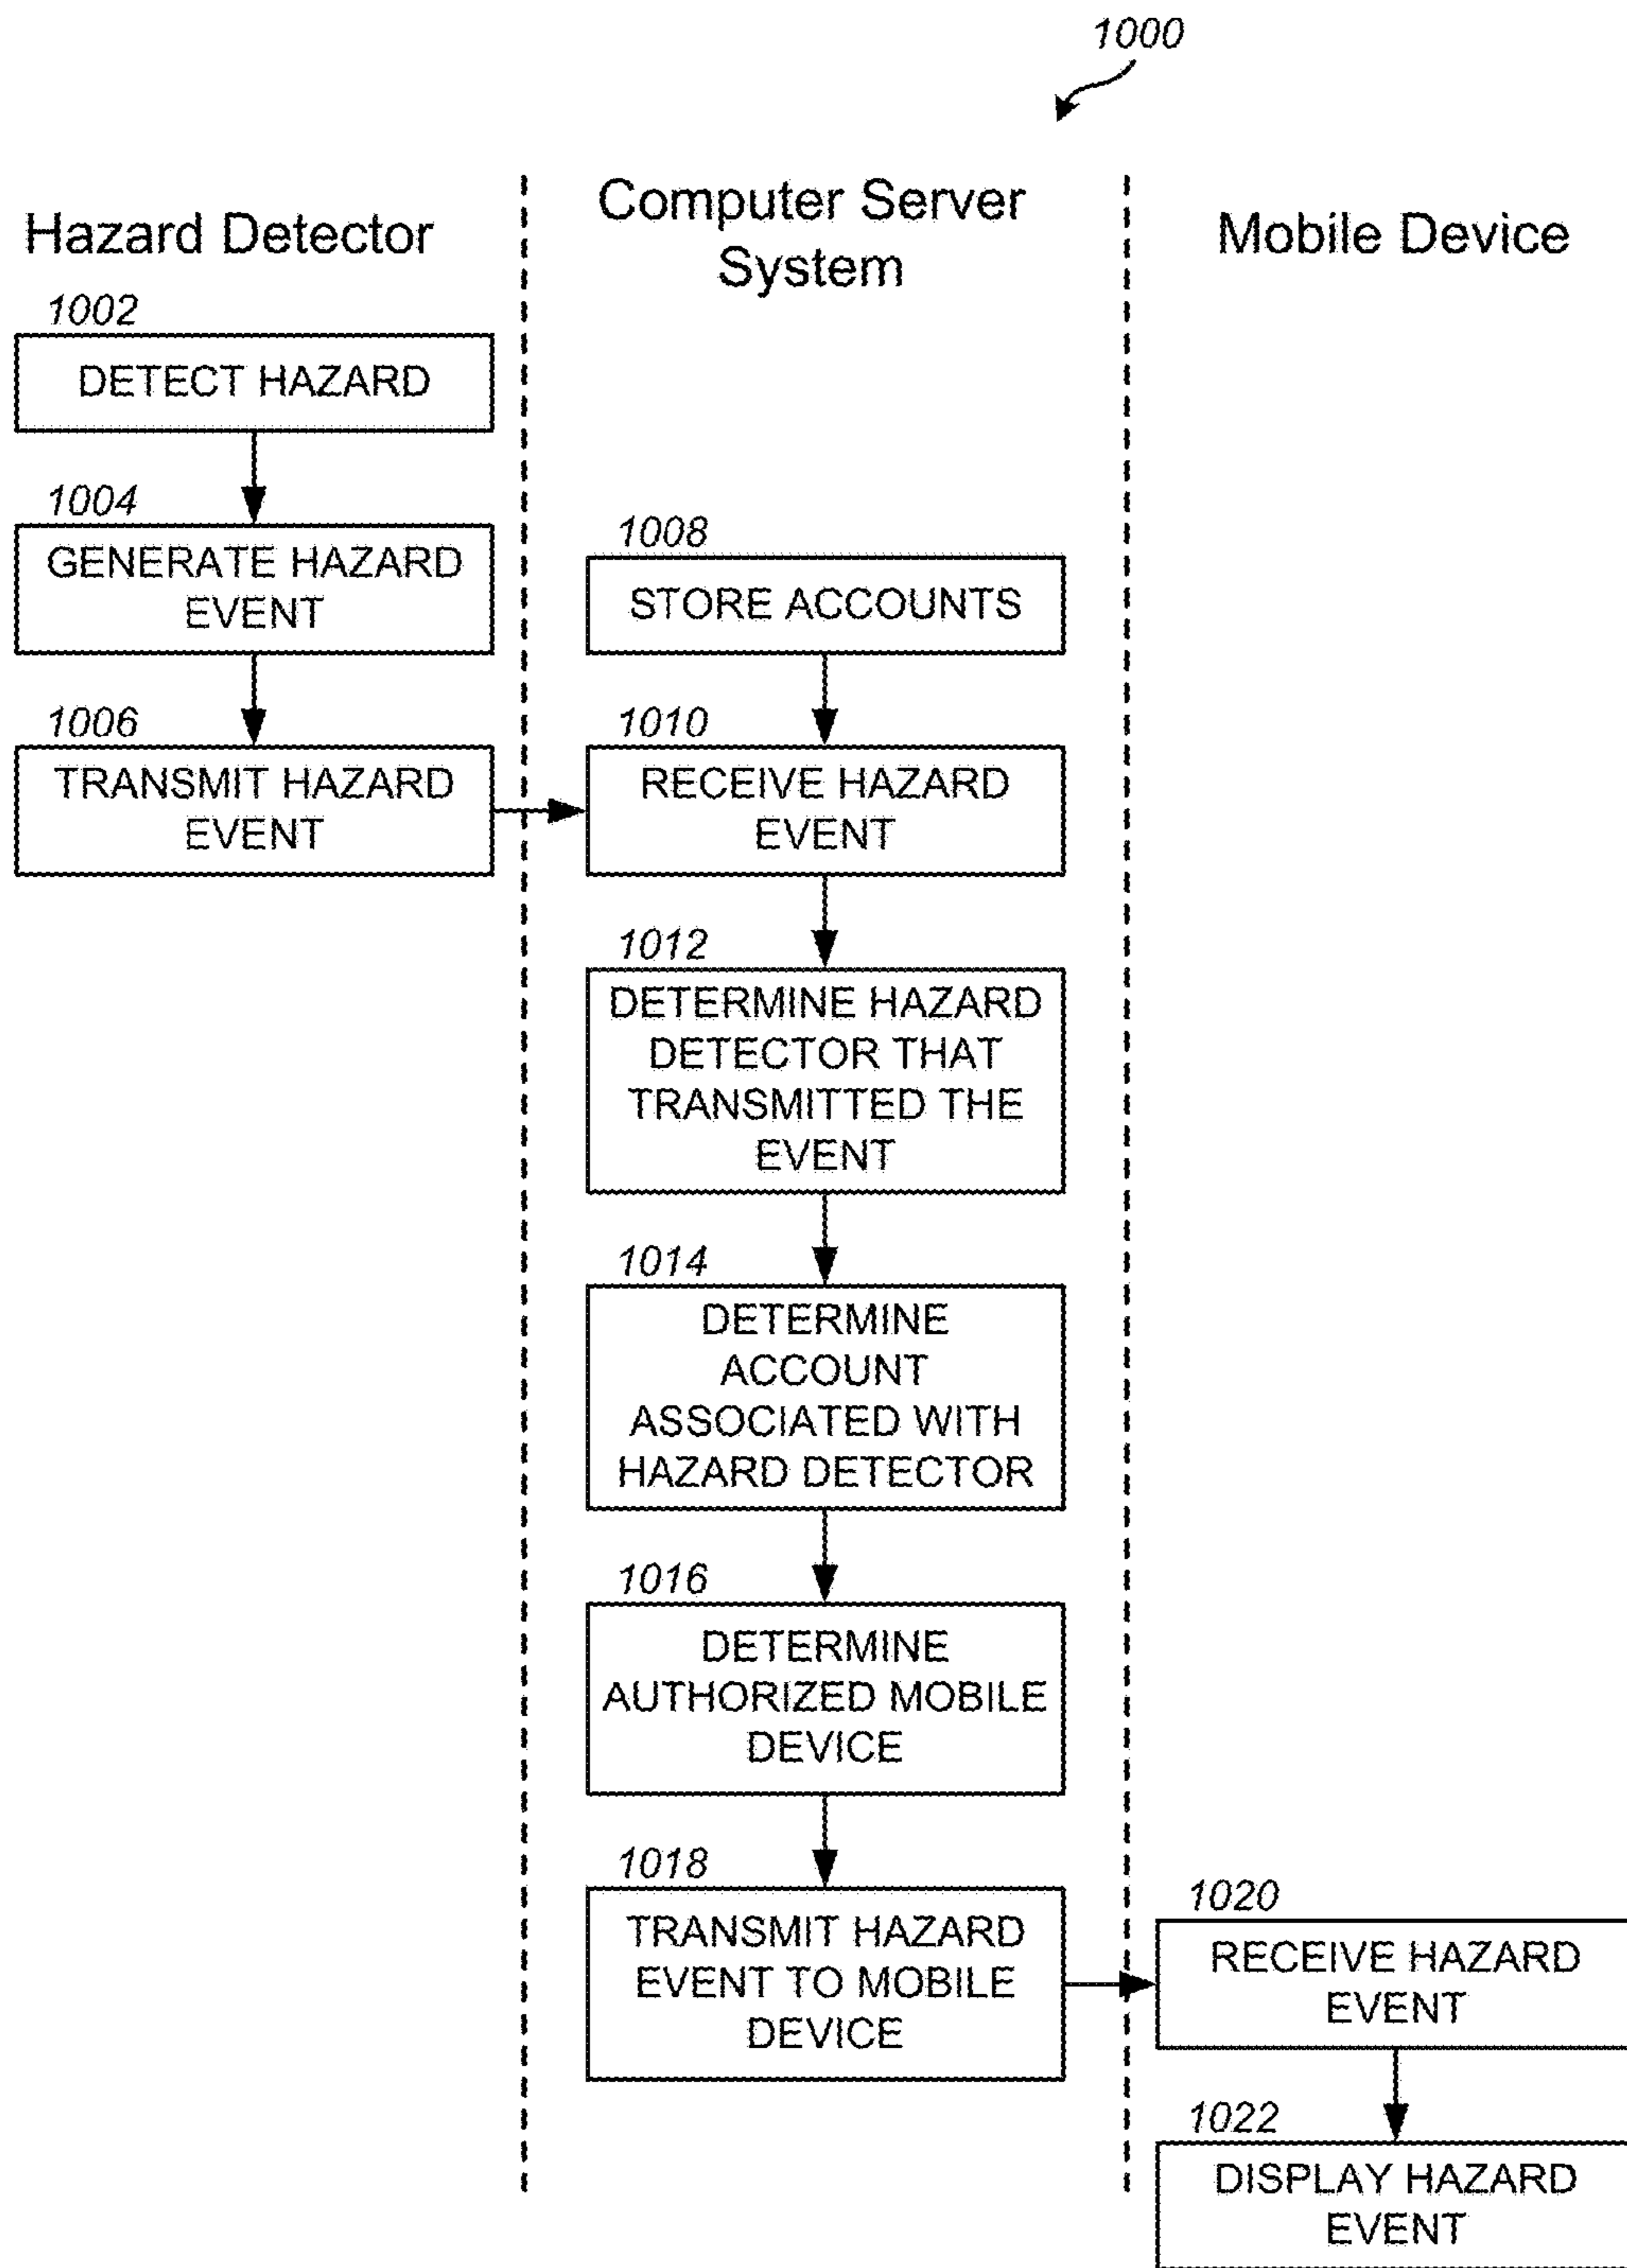 1000
Hazard Detector
Computer Server
System
Mobile Device
1002
DETECT HAZARD
1004
GENERATE HAZARD
EVENT
1006
TRANSMIT HAZARD
EVENT
1008
STORE ACCOUNTS
1010
RECEIVE HAZARD
EVENT
1012
DETERMINE HAZARD
DETECTOR THAT
TRANSMITTED THE
EVENT
1014
DETERMINE
ACCOUNT
ASSOCIATED WITH
HAZARD DETECTOR
1016
DETERMINE
AUTHORIZED MOBILE
DEVICE
1018
TRANSMIT HAZARD
EVENT TO MOBILE
DEVICE
1020
RECEIVE HAZARD
EVENT
1022
DISPLAY HAZARD
EVENT